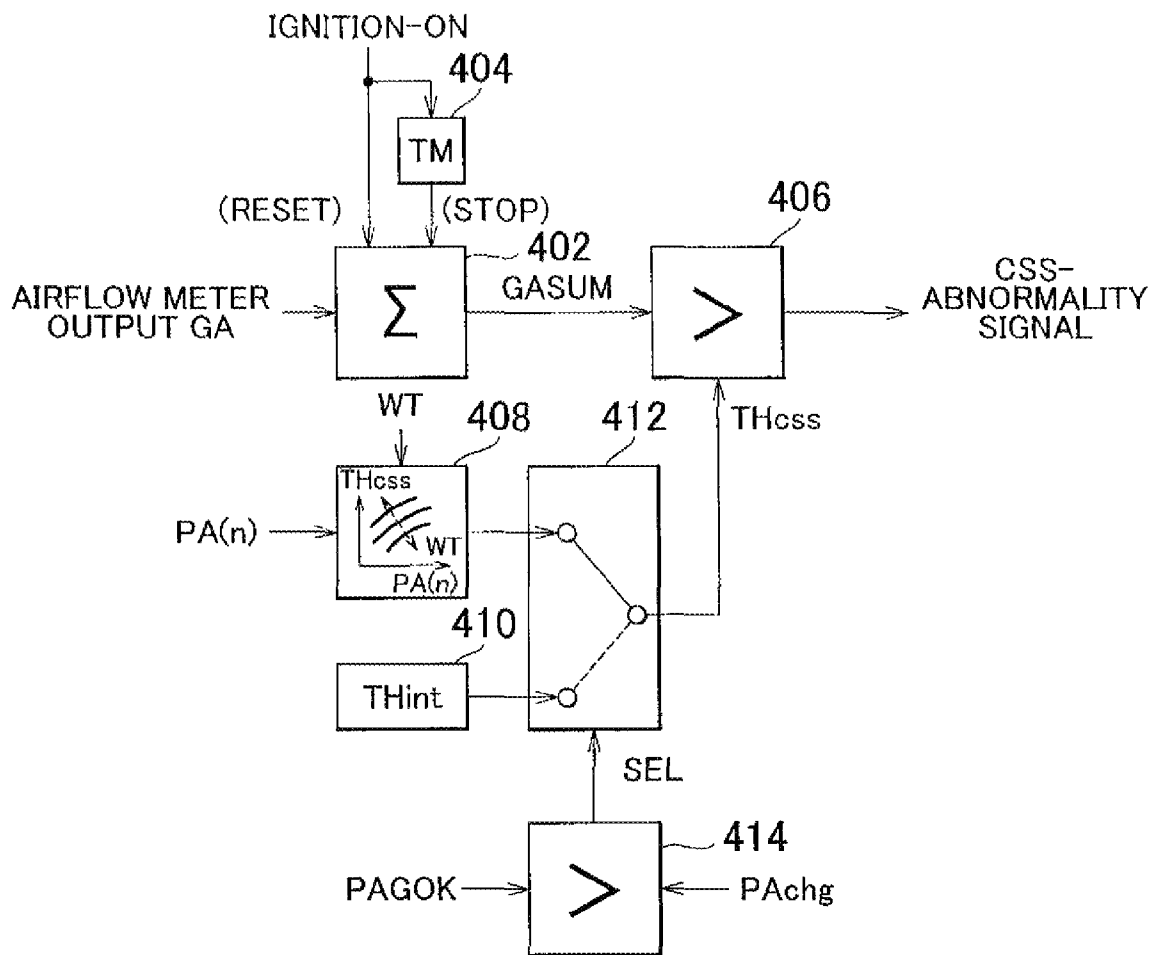 IGNITION-ON
404
TM
(RESET)
(STOP)
402
406
AIRFLOW METER
OUTPUT GA
Σ
GASUM
>
CSS-
ABNORMALITY
SIGNAL
WT
408
412
THcss
THcss
WT
PA(n)
PA(n)
410
THint
SEL
414
PAGOK
>
PAchg